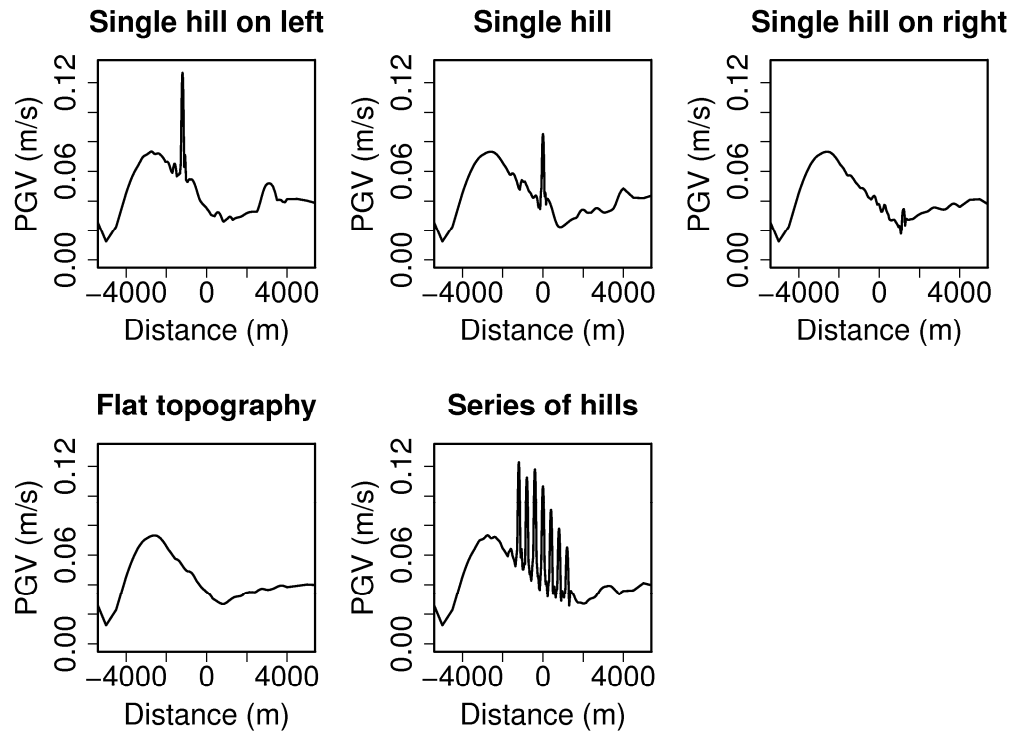 Single hill on left
Single hill
Single hill on right
PGV (m/s)
0.00 0.06 0.12
−4000 0 4000
Distance (m)
PGV (m/s)
0.00 0.06 0.12
−4000 0 4000
Distance (m)
PGV (m/s)
0.00 0.06 0.12
−4000 0 4000
Distance (m)
Flat topography
Series of hills
PGV (m/s)
0.00 0.06 0.12
−4000 0 4000
Distance (m)
PGV (m/s)
0.00 0.06 0.12
−4000 0 4000
Distance (m)